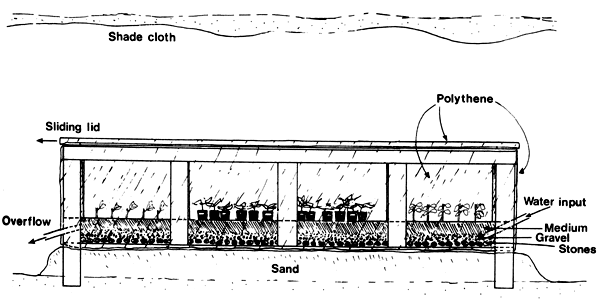 Shade cloth
Polythene
Sliding lid
Water input
Overflow
Medium
Gravel
Stones
Sand